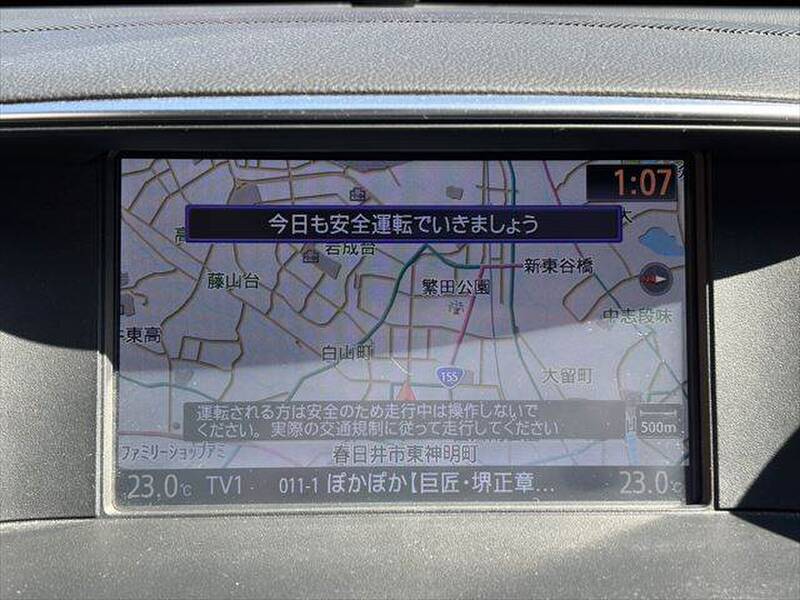 1:07
今日も安全運転でいきましょう
高
岩成台
藤山台
新東谷橋
繁田公園
東高
中志段味
白山町
155
大留町
運転される方は安全のため走行中は操作しないで
ください。実際の交通規制に従って走行してください
500m
ファミリーショップアミ
春日井市東神明町
23.0℃ TV1 011-1 ぽかぽか【巨匠・堺正章... 23.0℃